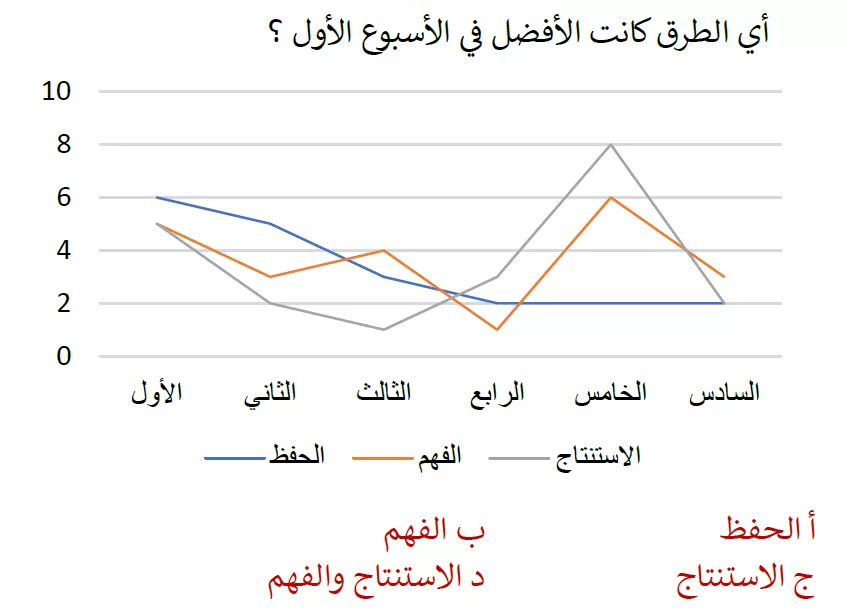 أي الطرق كانت الأفضل في الأسبوع الأول ؟
10
8
6
4
2
0
الأول الثاني الثالث الرابع الخامس السادس
الحفظ الفهم الاستنتاج
أ الحفظ ب الفهم
ج الاستنتاج د الاستنتاج والفهم